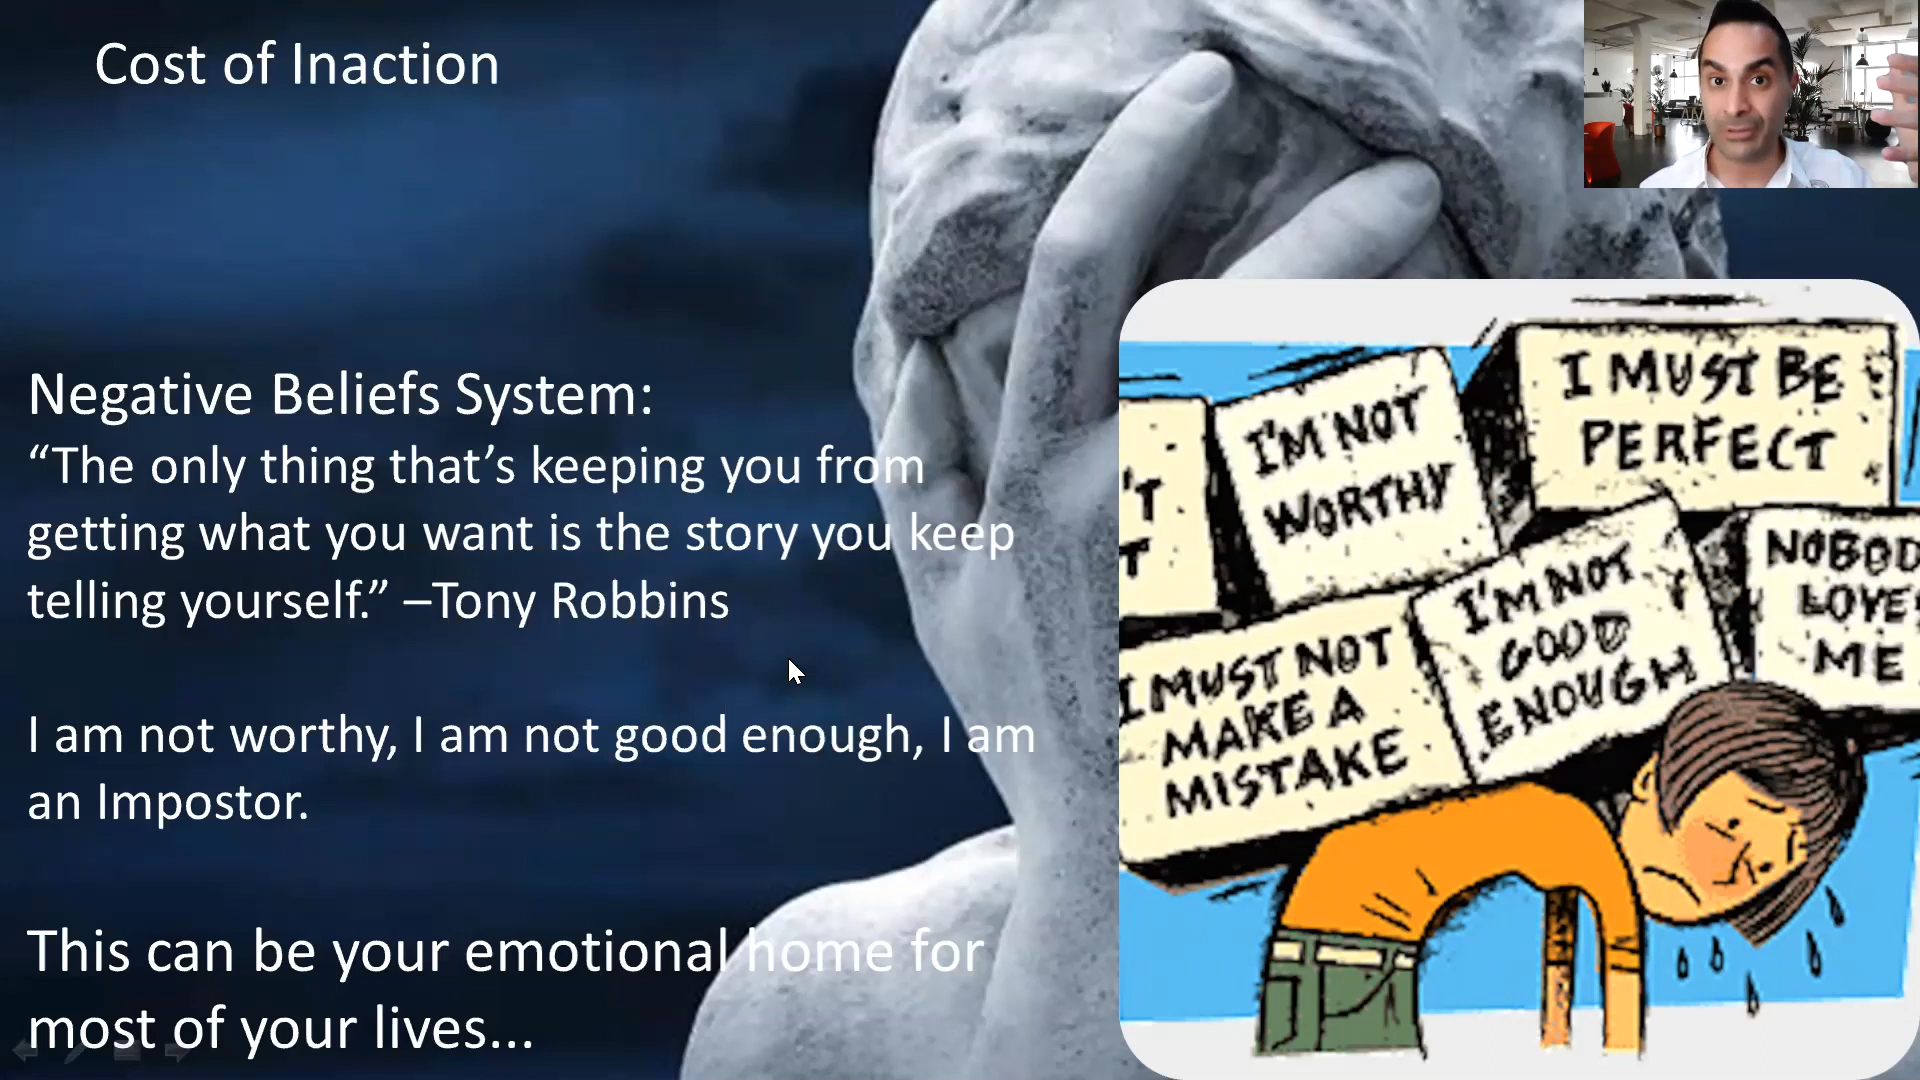 Cost of Inaction
Negative Beliefs System:
“The only thing that’s keeping you from
getting what you want is the story you keep
telling yourself.” –Tony Robbins
I am not worthy, I am not good enough, I am
an Impostor.
This can be your emotional home for
most of your lives...
'T
T
I'M NOT
WORTHY
I MUST BE
PERFECT
I MUST NOT
MAKE A
MISTAKE
I'M NOT
GOOD
ENOUGH
NOBOD
LOVE
ME